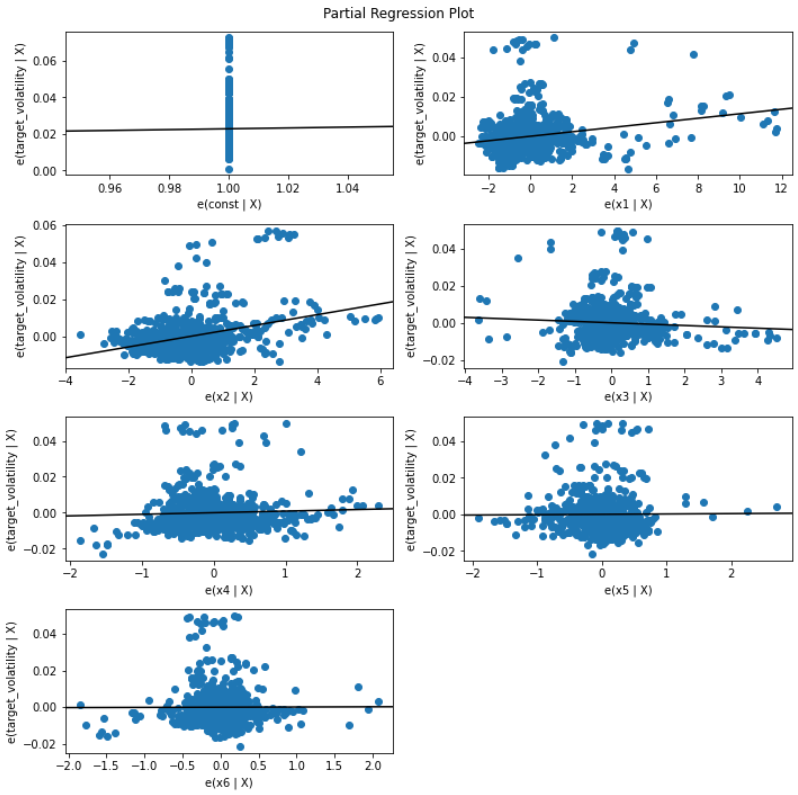 Partial Regression Plot
e(target_volatility | X)
0.06
0.04
0.02
0.00
0.96 0.98 1.00 1.02 1.04
e(const | X)
e(target_volatility | X)
0.04
0.02
0.00
−2 0 2 4 6 8 10 12
e(x1 | X)
e(target_volatility | X)
0.06
0.04
0.02
0.00
−4 −2 0 2 4 6
e(x2 | X)
e(target_volatility | X)
0.04
0.02
0.00
−0.02
−4 −3 −2 −1 0 1 2 3 4
e(x3 | X)
e(target_volatility | X)
0.04
0.02
0.00
−0.02
−2 −1 0 1 2
e(x4 | X)
e(target_volatility | X)
0.04
0.02
0.00
−0.02
−2 −1 0 1 2
e(x5 | X)
e(target_volatility | X)
0.04
0.02
0.00
−0.02
−2.0 −1.5 −1.0 −0.5 0.0 0.5 1.0 1.5 2.0
e(x6 | X)